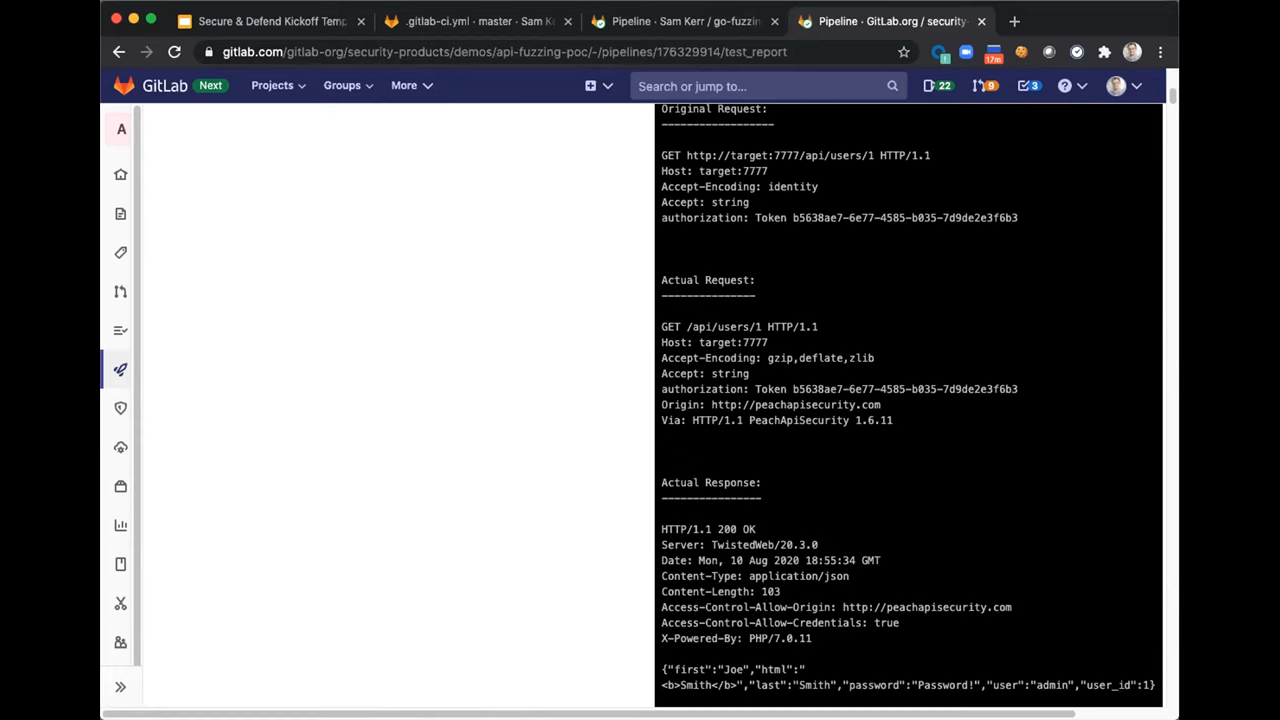 Secure & Defend Kickoff Temp
.gitlab-ci.yml · master · Sam Ke
Pipeline · Sam Kerr / go-fuzzing
Pipeline · GitLab.org / security-
gitlab.com/gitlab-org/security-products/demos/api-fuzzing-poc/-/pipelines/176329914/test_report
1
17m
GitLab Next Projects Groups More Search or jump to... 22 9 3
A
Original Request:
------------------
GET http://target:7777/api/users/1 HTTP/1.1
Host: target:7777
Accept-Encoding: identity
Accept: string
authorization: Token b5638ae7-6e77-4585-b035-7d9de2e3f6b3
Actual Request:
---------------
GET /api/users/1 HTTP/1.1
Host: target:7777
Accept-Encoding: gzip,deflate,zlib
Accept: string
authorization: Token b5638ae7-6e77-4585-b035-7d9de2e3f6b3
Origin: http://peachapisecurity.com
Via: HTTP/1.1 PeachApiSecurity 1.6.11
Actual Response:
----------------
HTTP/1.1 200 OK
Server: TwistedWeb/20.3.0
Date: Mon, 10 Aug 2020 18:55:34 GMT
Content-Type: application/json
Content-Length: 103
Access-Control-Allow-Origin: http://peachapisecurity.com
Access-Control-Allow-Credentials: true
X-Powered-By: PHP/7.0.11
{"first":"Joe","html":"
<b>Smith</b>","last":"Smith","password":"Password!","user":"admin","user_id":1}